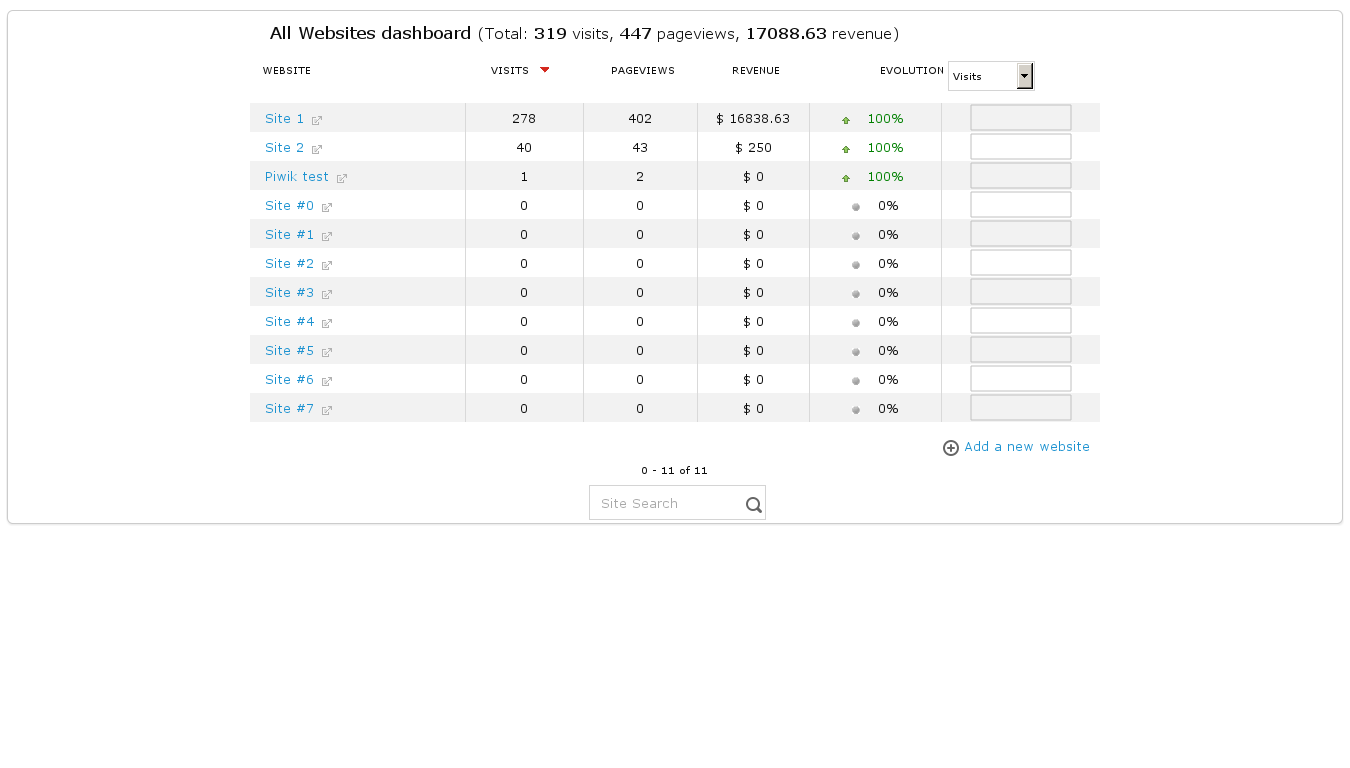 All Websites dashboard (Total: 319 visits, 447 pageviews, 17088.63 revenue)
WEBSITE VISITS PAGEVIEWS REVENUE EVOLUTION Visits
Site 1 278 402 $ 16838.63 100%
Site 2 40 43 $ 250 100%
Piwik test 1 2 $ 0 100%
Site #0 0 0 $ 0 0%
Site #1 0 0 $ 0 0%
Site #2 0 0 $ 0 0%
Site #3 0 0 $ 0 0%
Site #4 0 0 $ 0 0%
Site #5 0 0 $ 0 0%
Site #6 0 0 $ 0 0%
Site #7 0 0 $ 0 0%
Add a new website
0 - 11 of 11
Site Search